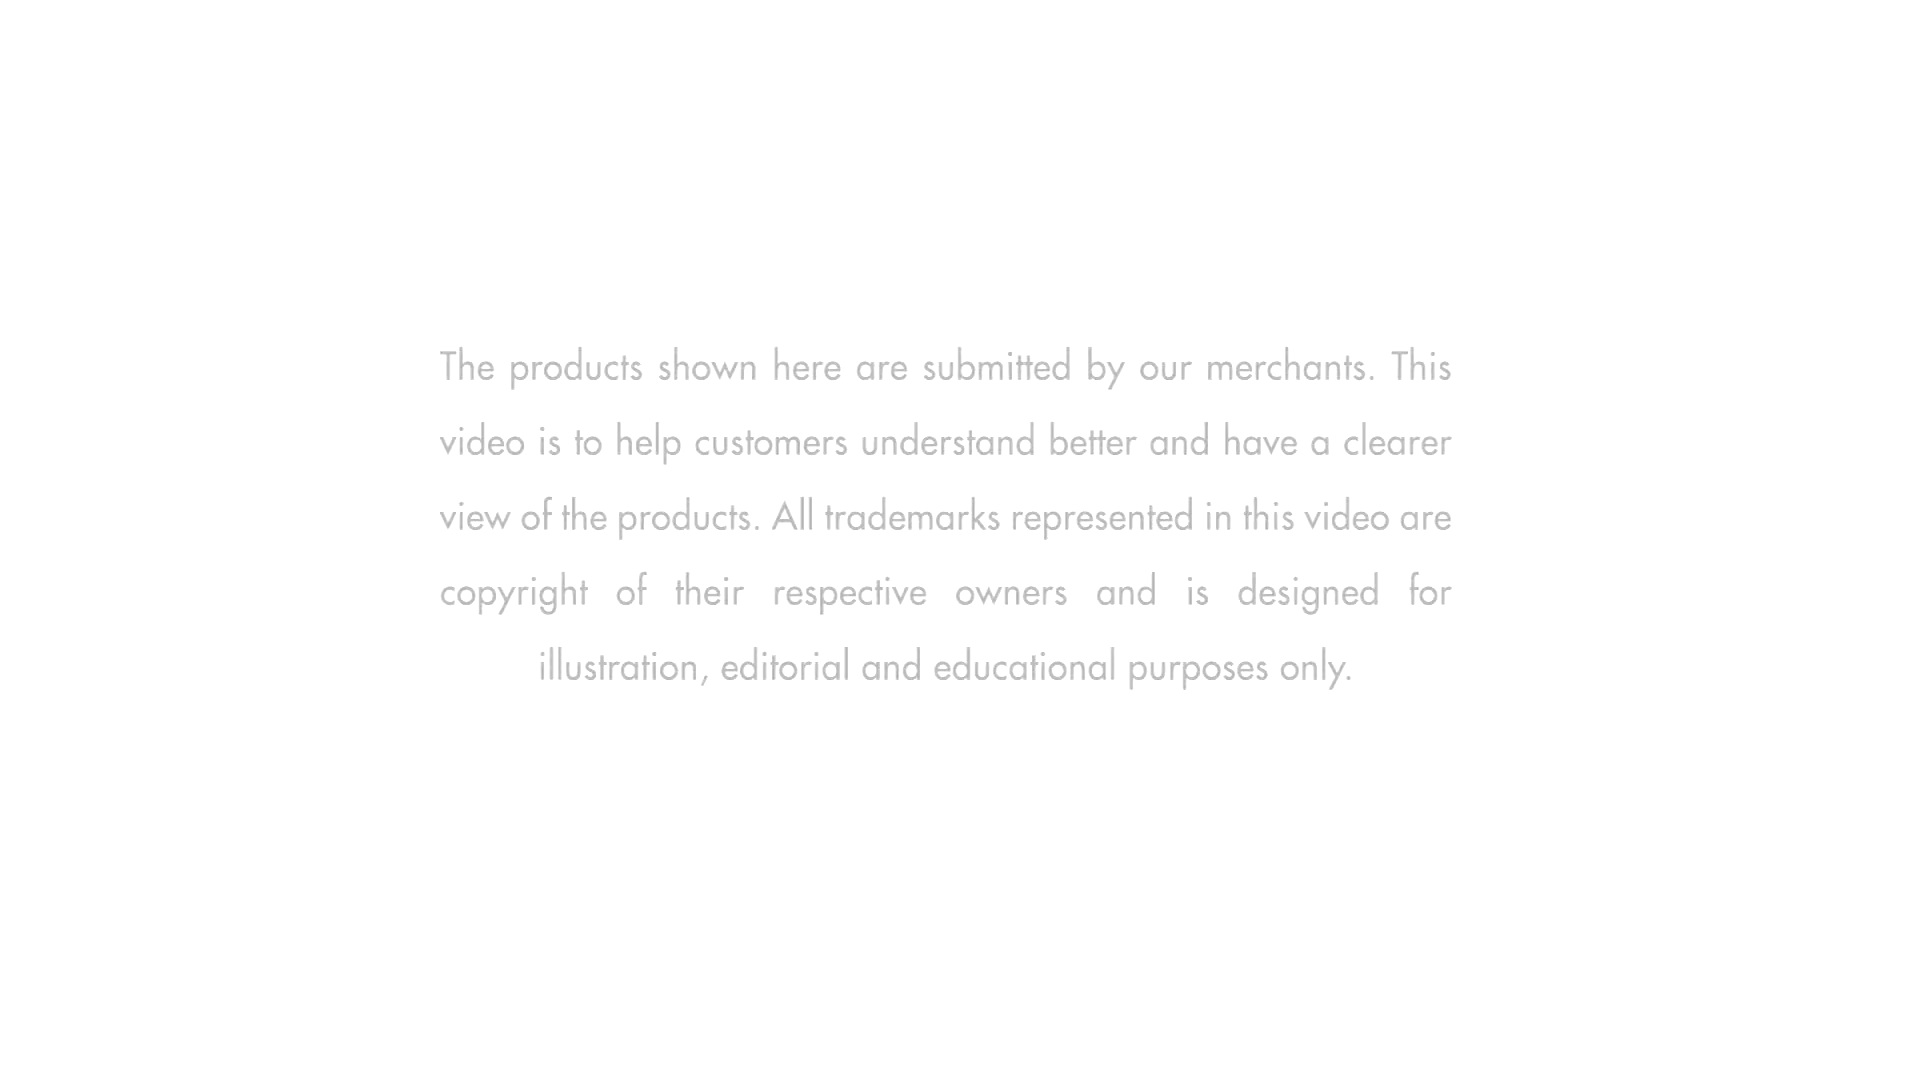 The products shown here are submitted by our merchants. This
video is to help customers understand better and have a clearer
view of the products. All trademarks represented in this video are
copyright of their respective owners and is designed for
illustration, editorial and educational purposes only.